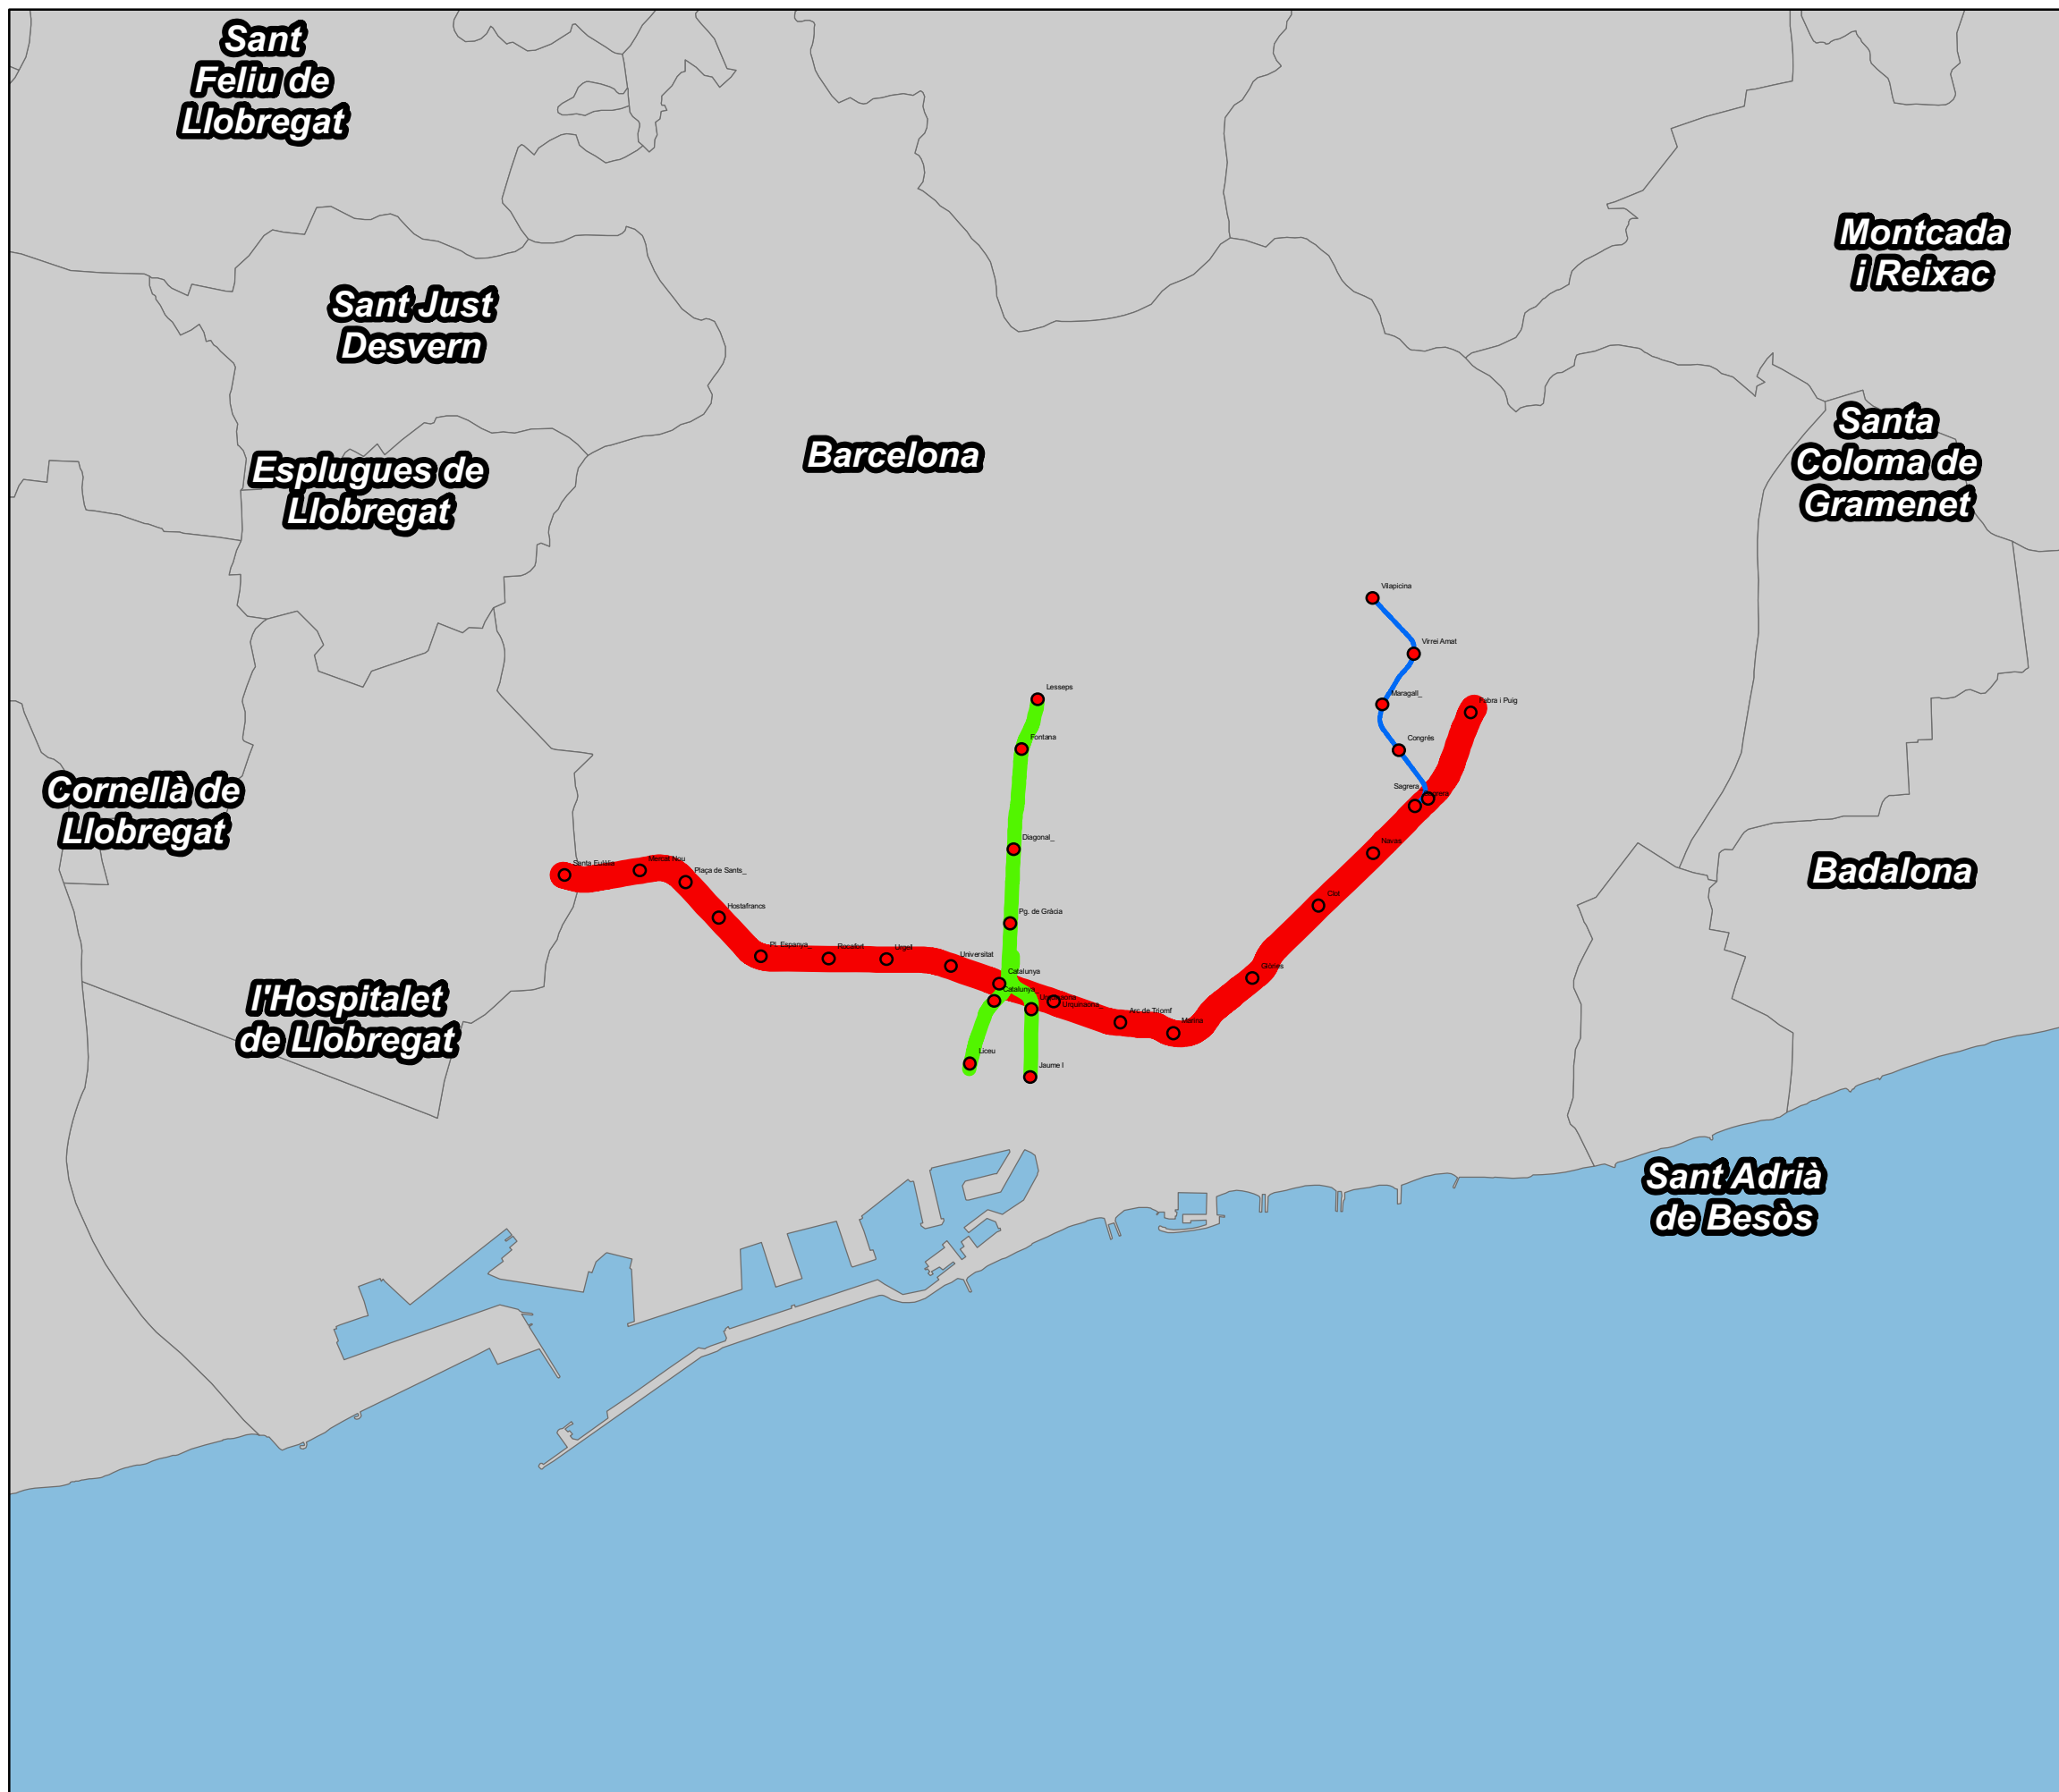 Sant
Feliu de
Llobregat
Montcada
i Reixac
Sant Just
Desvern
Santa
Coloma de
Gramenet
Barcelona
Esplugues de
Llobregat
Vilapicina
Virrei Amat
Lesseps
Maragall_
Fabra i Puig
Fontana
Congrés
Cornellà de
Llobregat
Sagrera
Diagonal_
Navas
Mercat Nou
Santa Eulàlia
Plaça de Sants_
Badalona
Clot
Hostafrancs
Pg. de Gràcia
Pl. Espanya_
Rocafort
Urgell
Universitat
Glòries
Catalunya
Catalunya_
l'Hospitalet
de Llobregat
Urquinaona
Urquinaona_
Arc de Triomf
Marina
Liceu
Jaume I
Sant Adrià
de Besòs